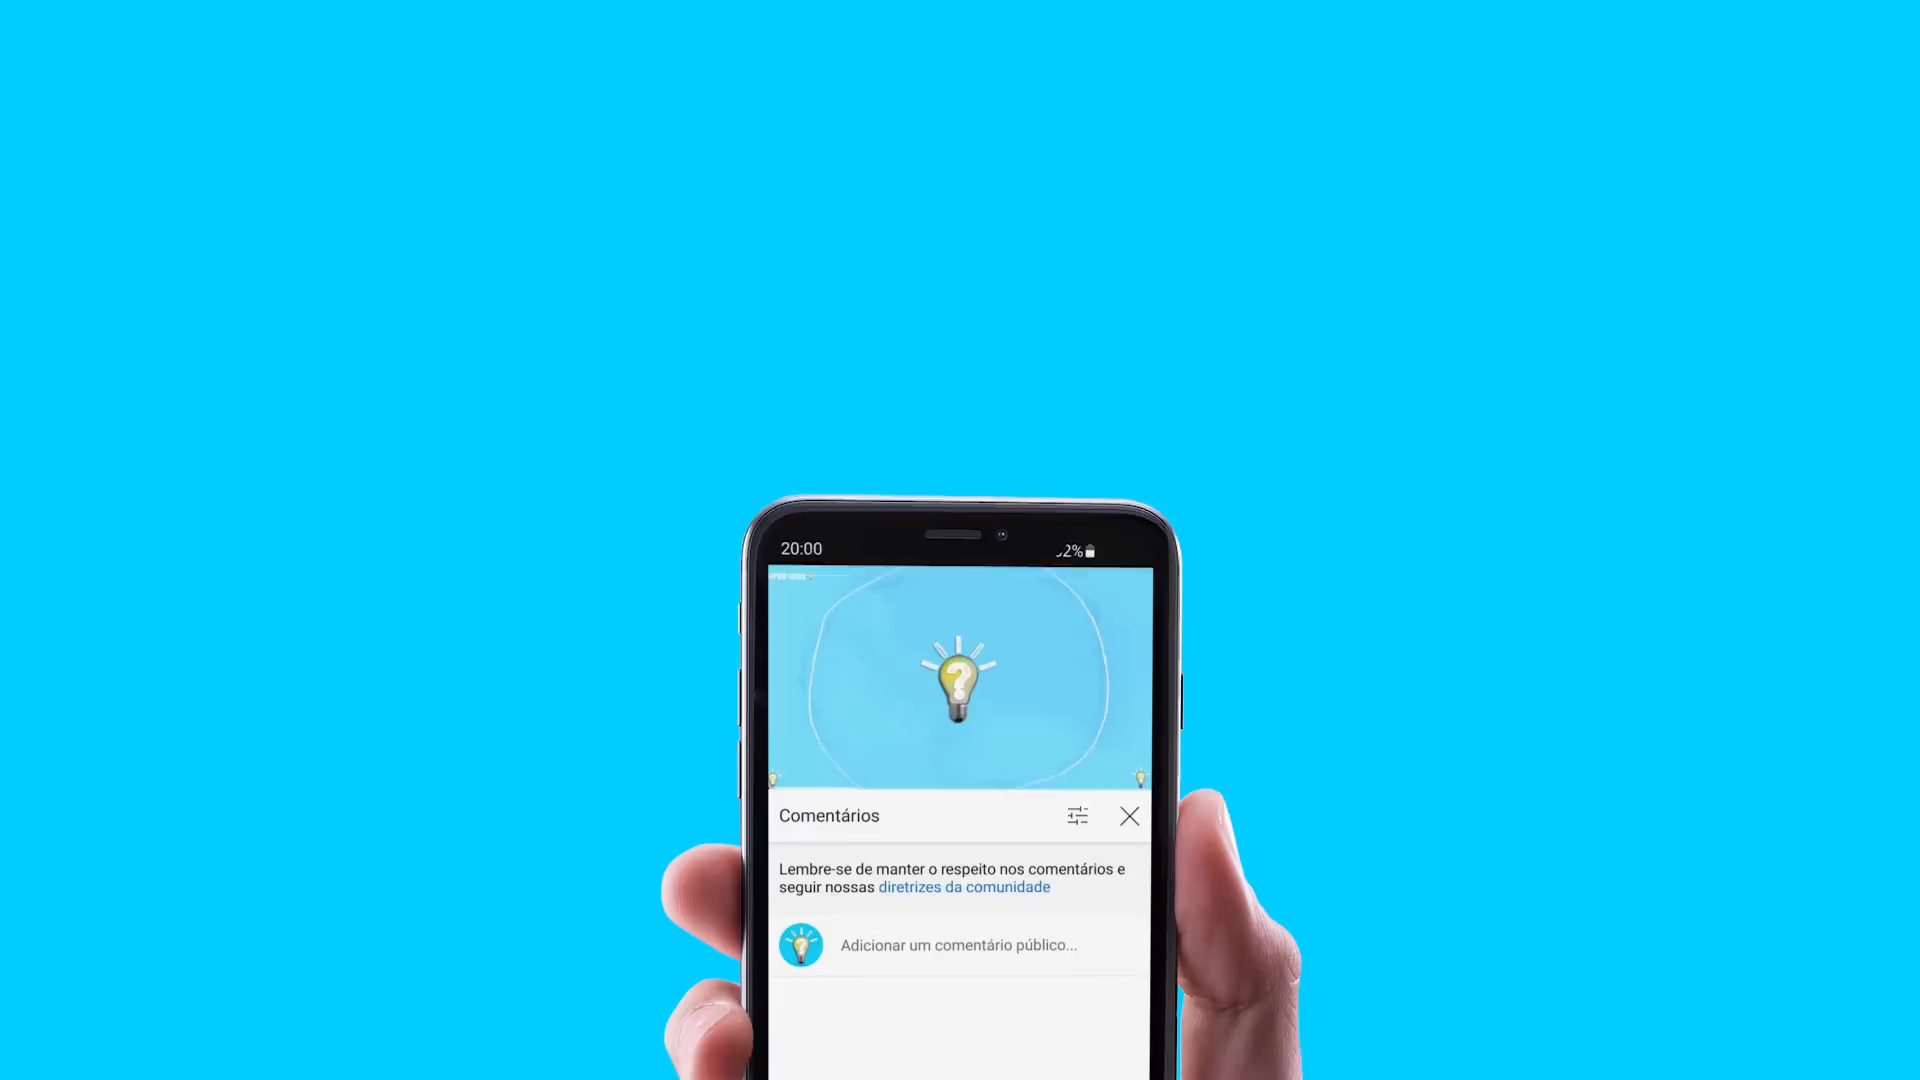 20:00
2%
?
Comentários
Lembre-se de manter o respeito nos comentários e
seguir nossas diretrizes da comunidade
Adicionar um comentário público...